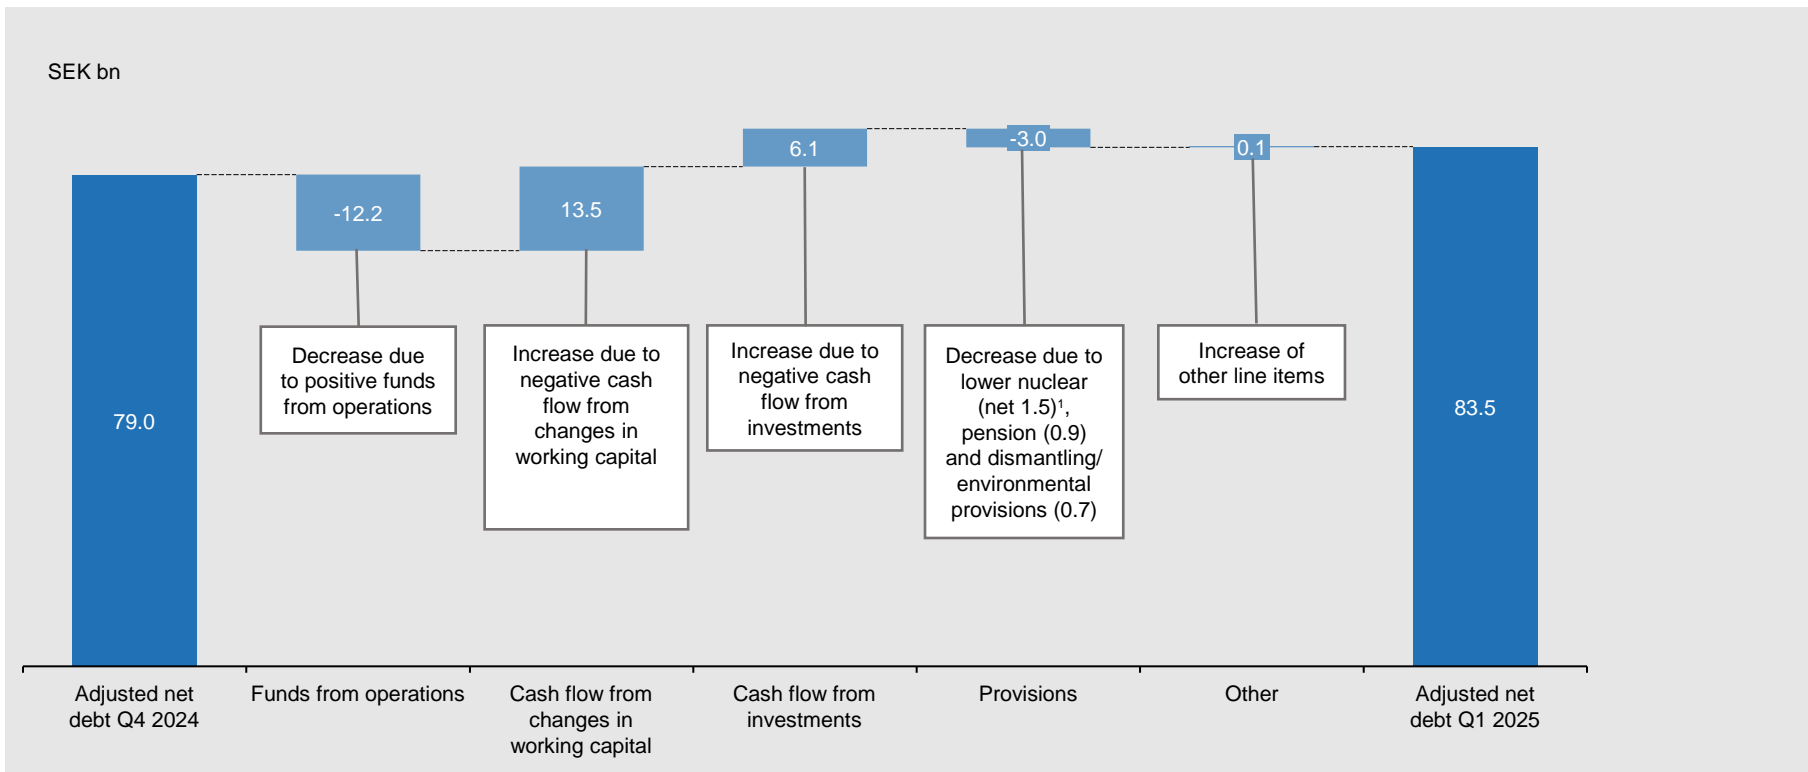 SEK bn
79.0
-12.2
13.5
6.1
-3.0
0.1
83.5
Decrease due
to positive funds
from operations
Increase due to
negative cash
flow from
changes in
working capital
Increase due to
negative cash
flow from
investments
Decrease due to
lower nuclear
(net 1.5)¹,
pension (0.9)
and dismantling/
environmental
provisions (0.7)
Increase of
other line items
Adjusted net
debt Q4 2024
Funds from operations
Cash flow from
changes in
working capital
Cash flow from
investments
Provisions
Other
Adjusted net
debt Q1 2025